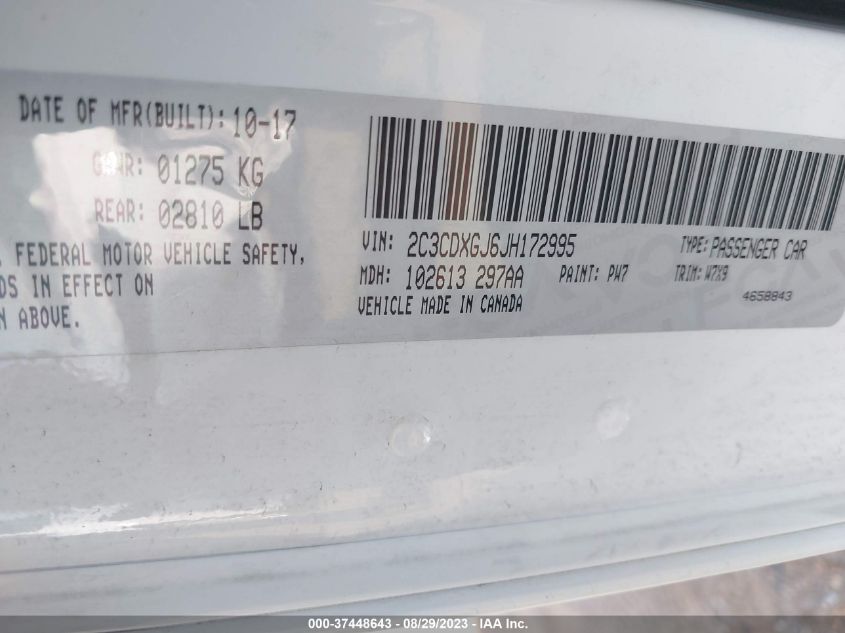 DATE OF MFR(BUILT): 10-17
01275 KG
REAR: 02810 LB
FEDERAL MOTOR VEHICLE SAFETY,
IN EFFECT ON
ABOVE.
VIN: 2C3CDXGJ6JH172995 TYPE: PASSENGER CAR
MDH: 102613 297AA PAINT: PW7 TRIM: W7X9
VEHICLE MADE IN CANADA 4658843
000-37448643 | 08/29/2023 | IAA Inc.